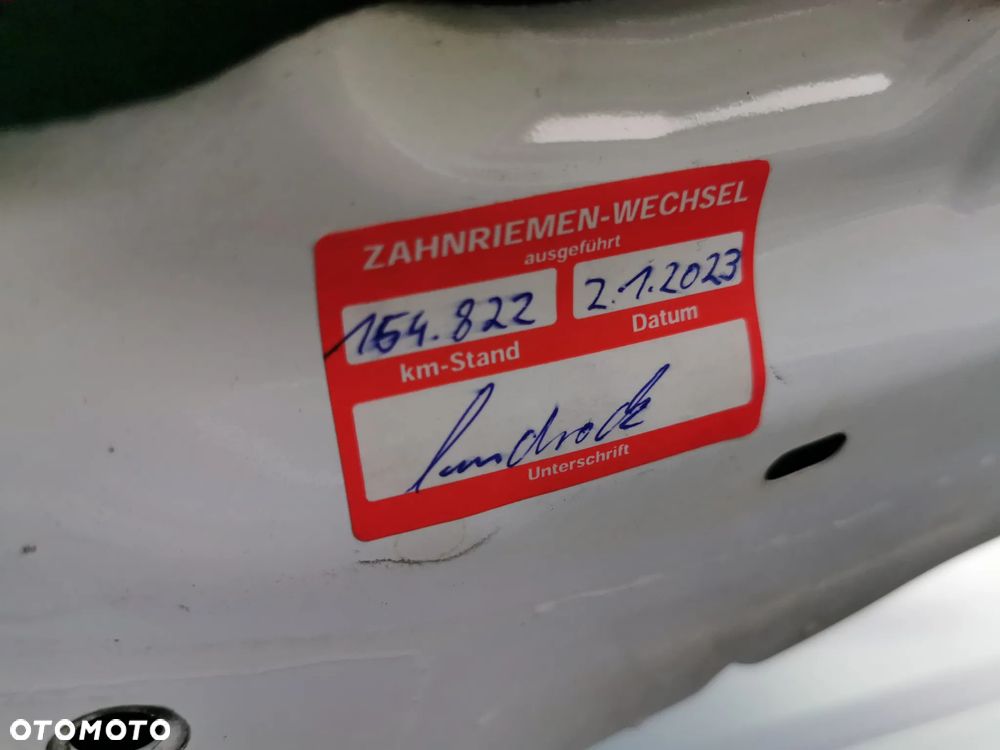 ZAHNRIEMEN-WECHSEL
ausgeführt
154.822 2.1.2023
km-Stand Datum
Unterschrift
OTOMOTO